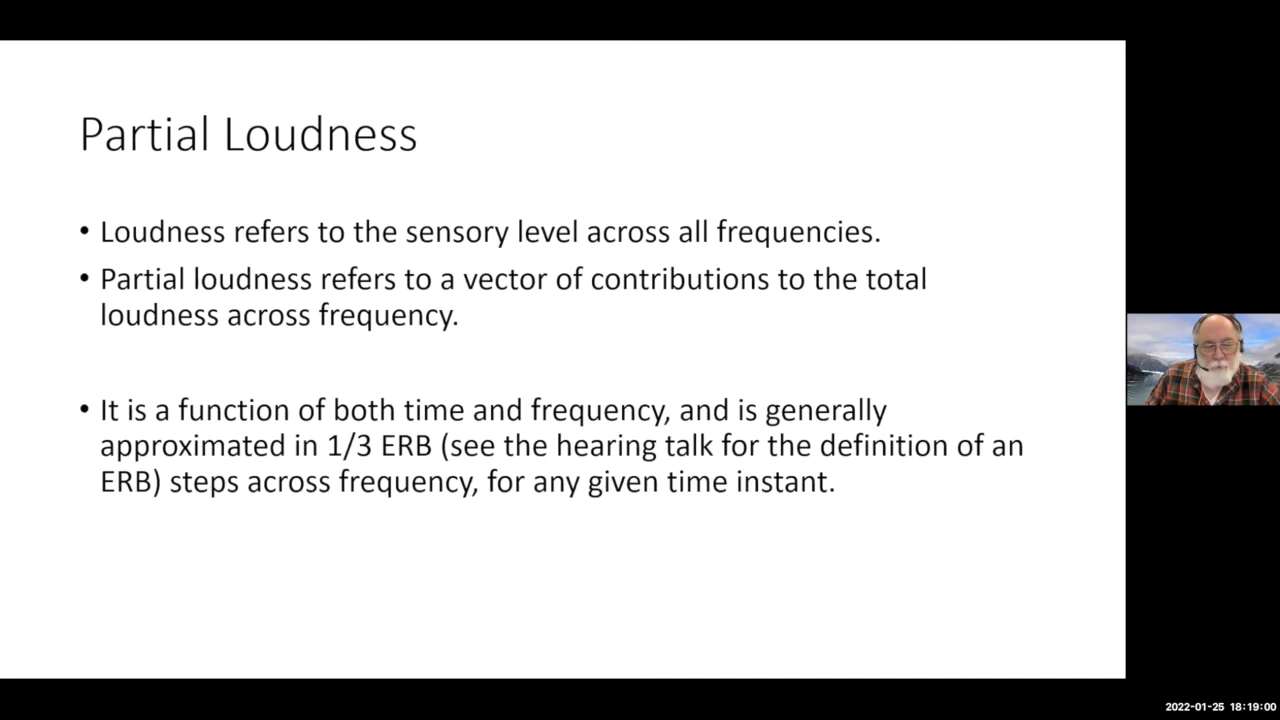 Partial Loudness
• Loudness refers to the sensory level across all frequencies.
• Partial loudness refers to a vector of contributions to the total
loudness across frequency.
• It is a function of both time and frequency, and is generally
approximated in 1/3 ERB (see the hearing talk for the definition of an
ERB) steps across frequency, for any given time instant.
2022-01-25 18:19:00